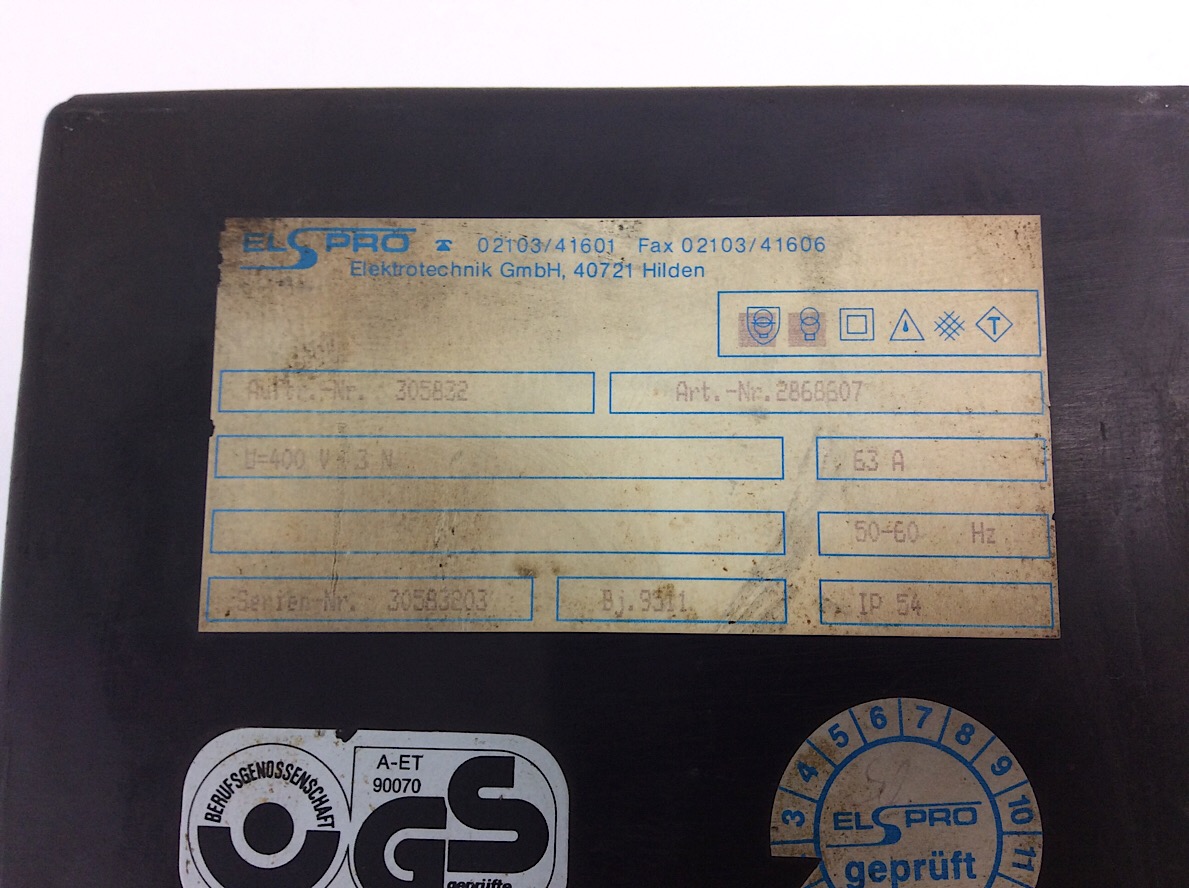 ELSPRO ☎ 02103/41601 Fax 02103/41606
Elektrotechnik GmbH, 40721 Hilden
T
Auftr.-Nr. 305832
Art.-Nr.2868607
U=400 V 3 N
63 A
50-60 Hz
Serien-Nr. 30583203
Bj.9311
IP 54
BERUFSGENOSSENSCHAFT
A-ET
90070
GS
geprüfte
3 4 5 6 7 8 9 10 11
ELSPRO
geprüft